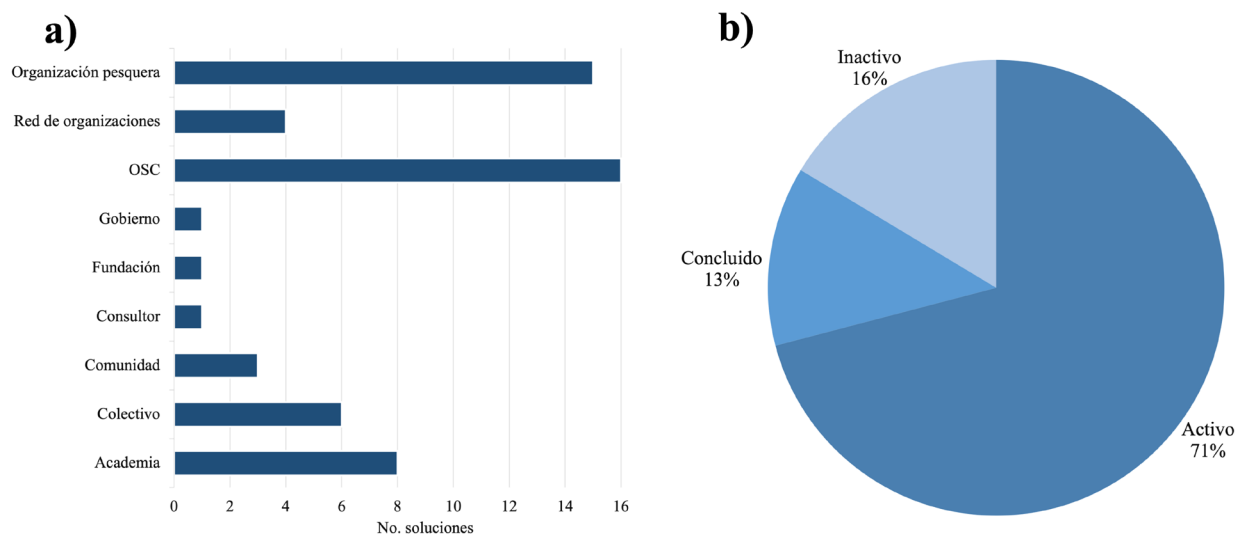 a)
Organización pesquera
Red de organizaciones
OSC
Gobierno
Fundación
Consultor
Comunidad
Colectivo
Academia
0 2 4 6 8 10 12 14 16
No. soluciones
b)
Inactivo
16%
Concluido
13%
Activo
71%